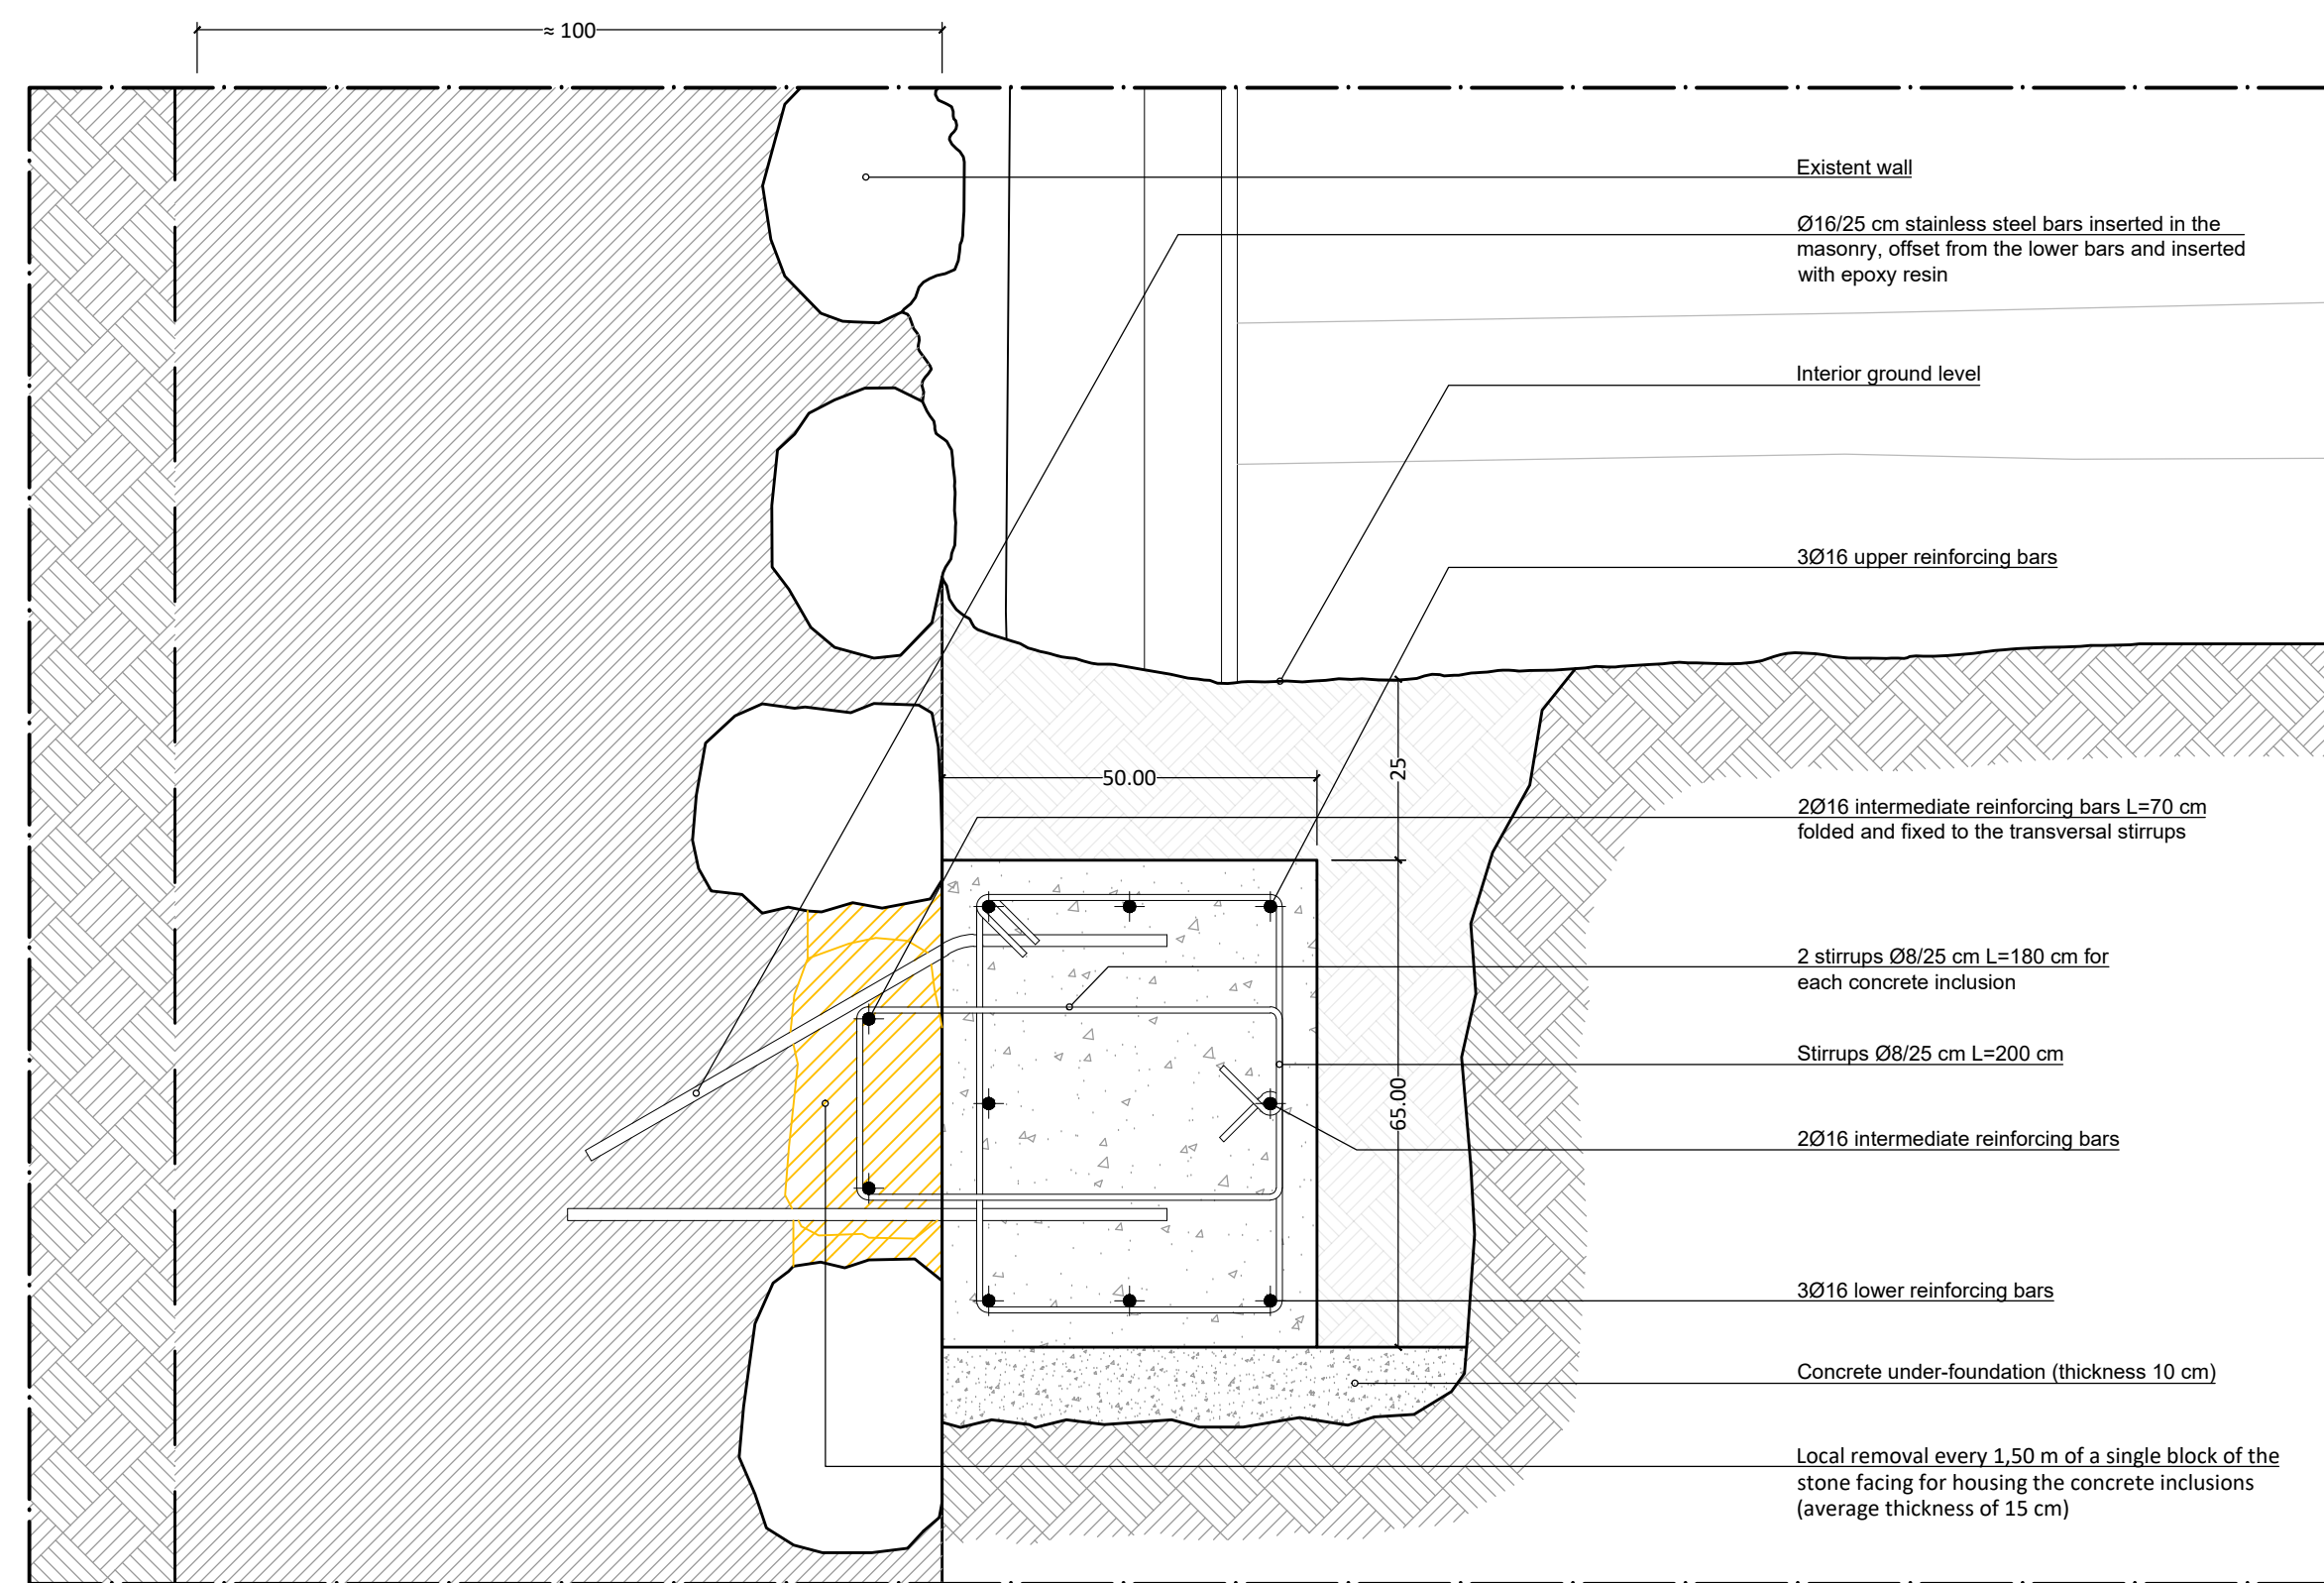 ≈ 100
Existent wall
Ø16/25 cm stainless steel bars inserted in the
masonry, offset from the lower bars and inserted
with epoxy resin
Interior ground level
3Ø16 upper reinforcing bars
25
50.00
2Ø16 intermediate reinforcing bars L=70 cm
folded and fixed to the transversal stirrups
2 stirrups Ø8/25 cm L=180 cm for
each concrete inclusion
Stirrups Ø8/25 cm L=200 cm
65.00
2Ø16 intermediate reinforcing bars
3Ø16 lower reinforcing bars
Concrete under-foundation (thickness 10 cm)
Local removal every 1,50 m of a single block of the
stone facing for housing the concrete inclusions
(average thickness of 15 cm)